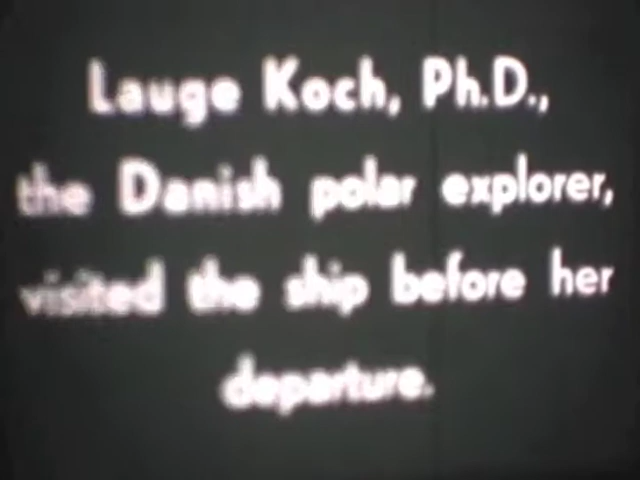 Lauge Koch, Ph.D.,
the Danish polar explorer,
visited the ship before her
departure.